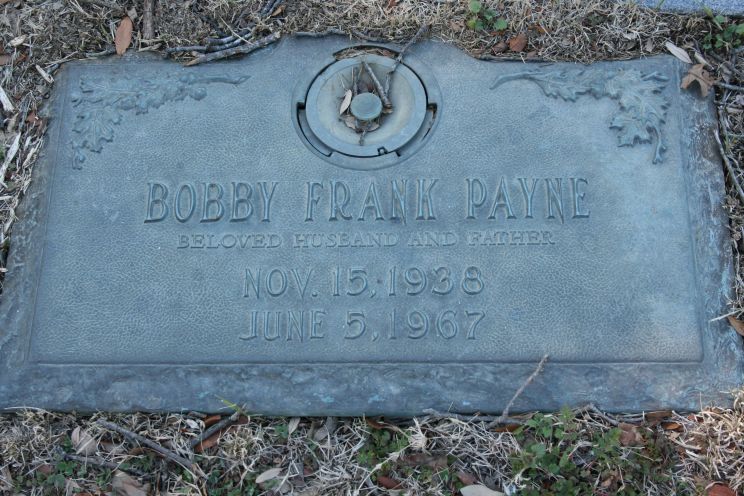 BOBBY FRANK PAYNE
BELOVED HUSBAND AND FATHER
NOV. 15, 1938
JUNE 5, 1967